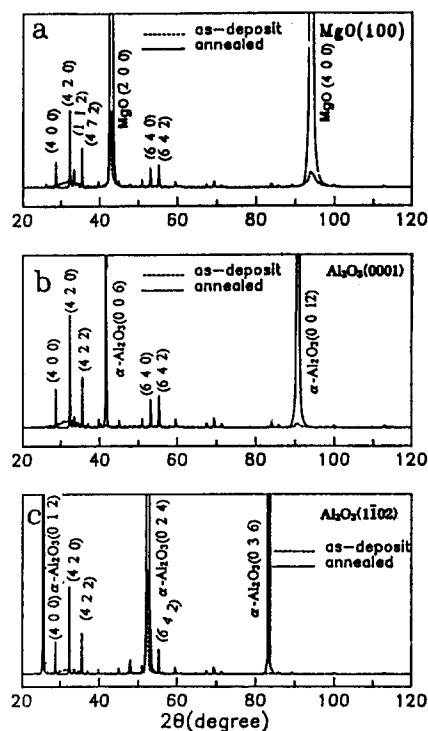 a
MgO(100)
as-deposit
annealed
(4 0 0)
(4 2 0)
(1 1 2)
(4 7 2)
MgO (2 0 0)
(6 4 0)
(6 4 2)
MgO (4 0 0)
20 40 60 80 100 120
b
Al₂O₃(0001)
as-deposit
annealed
(4 0 0)
(4 2 0)
(4 2 2)
α-Al₂O₃(0 0 6)
(6 4 0)
(6 4 2)
α-Al₂O₃(0 0 12)
20 40 60 80 100 120
c
Al₂O₃(11̄02)
as-deposit
annealed
(4 0 0)
α-Al₂O₃(0 1 2)
(4 2 0)
(4 2 2)
α-Al₂O₃(0 2 4)
(6 4 2)
α-Al₂O₃(0 3 6)
20 40 60 80 100 120
2θ(degree)